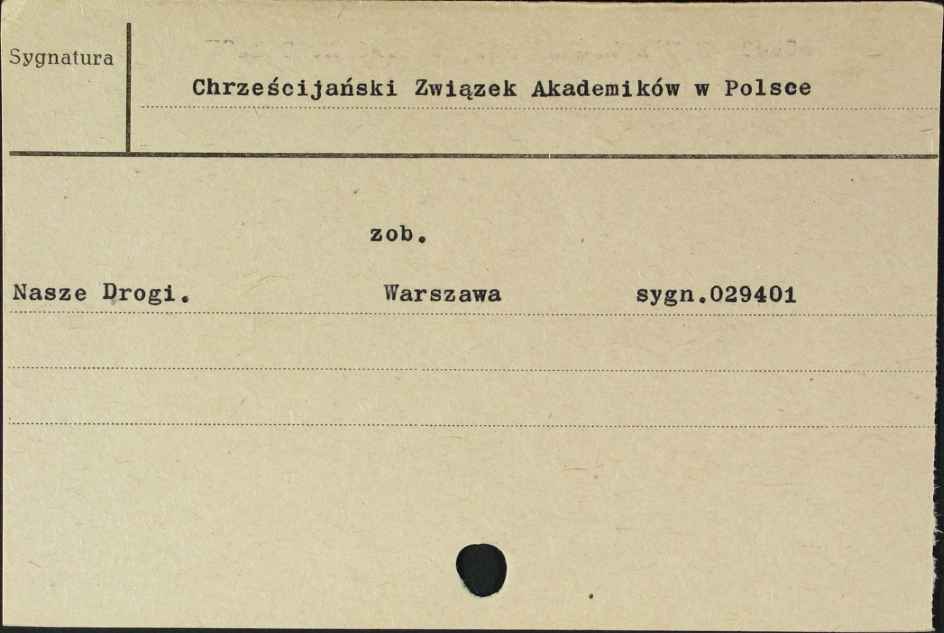 Sygnatura
Chrześcijański Związek Akademików w Polsce
zob.
Nasze Drogi. Warszawa sygn.029401